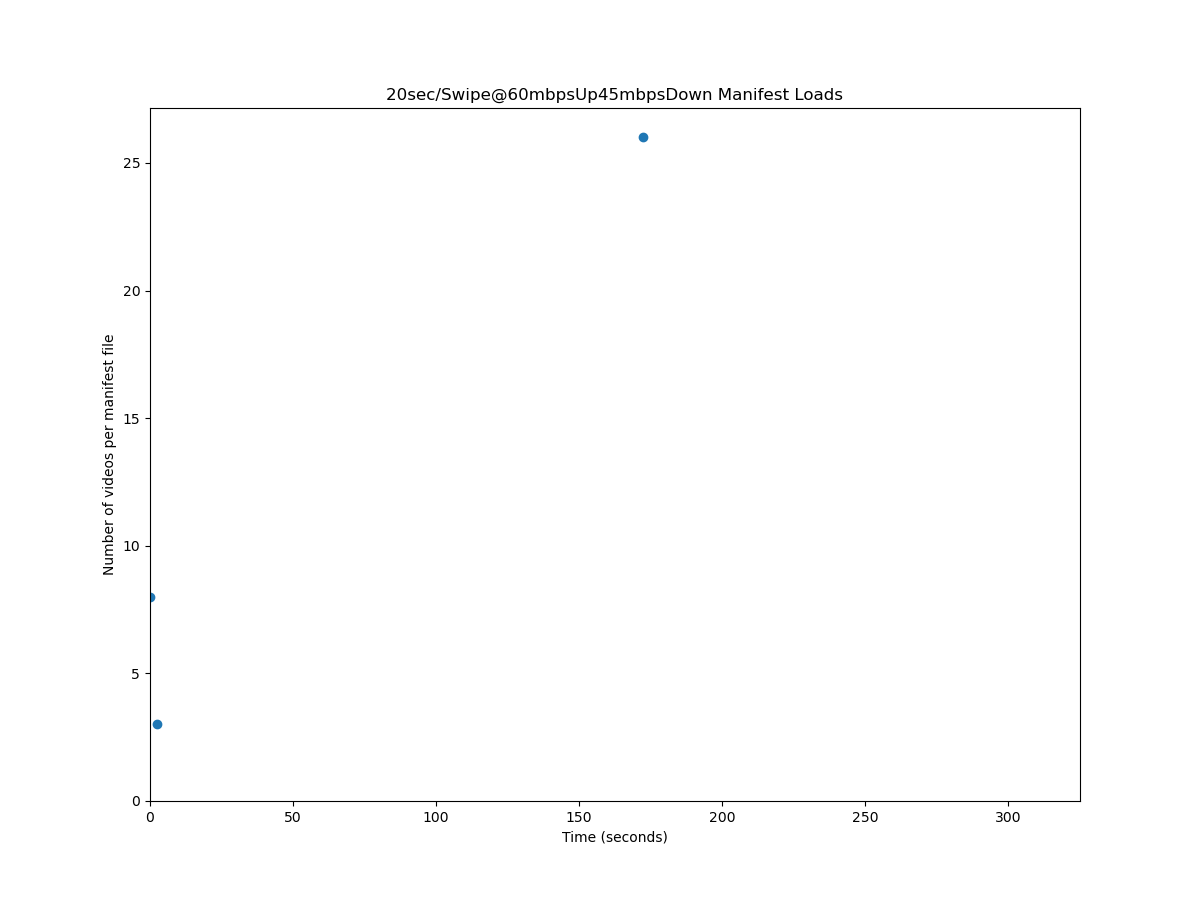 20sec/Swipe@60mbpsUp45mbpsDown Manifest Loads
Number of videos per manifest file
25
20
15
10
5
0
0 50 100 150 200 250 300
Time (seconds)